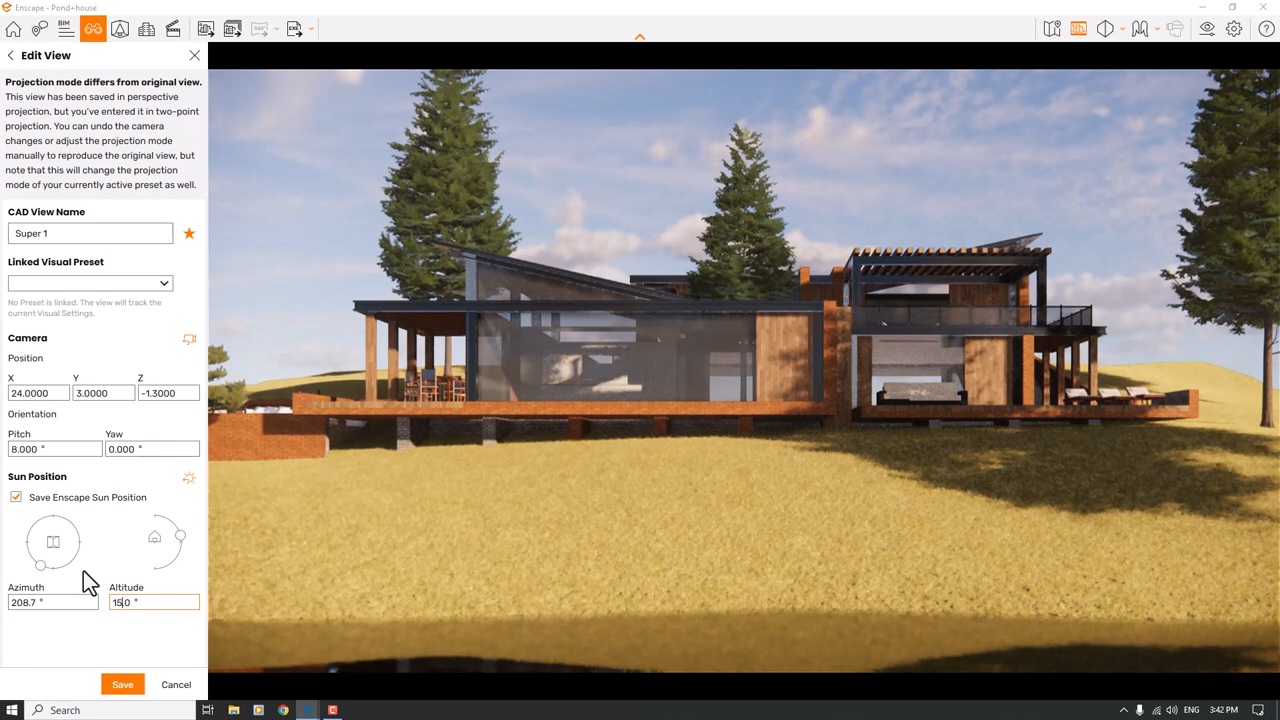 Enscape - Pond+house
BIM
360°
EXE
Edit View
Projection mode differs from original view.
This view has been saved in perspective
projection, but you've entered it in two-point
projection. You can undo the camera
changes or adjust the projection mode
manually to reproduce the original view, but
note that this will change the projection
mode of your currently active preset as well.
CAD View Name
Super 1
Linked Visual Preset
No Preset is linked. The view will track the
current Visual Settings.
Camera
Position
X Y Z
24.0000 3.0000 -1.3000
Orientation
Pitch Yaw
8.000 ° 0.000 °
Sun Position
Save Enscape Sun Position
Azimuth Altitude
208.7 ° 15.0 °
Save Cancel
Search
ENG 3:42 PM